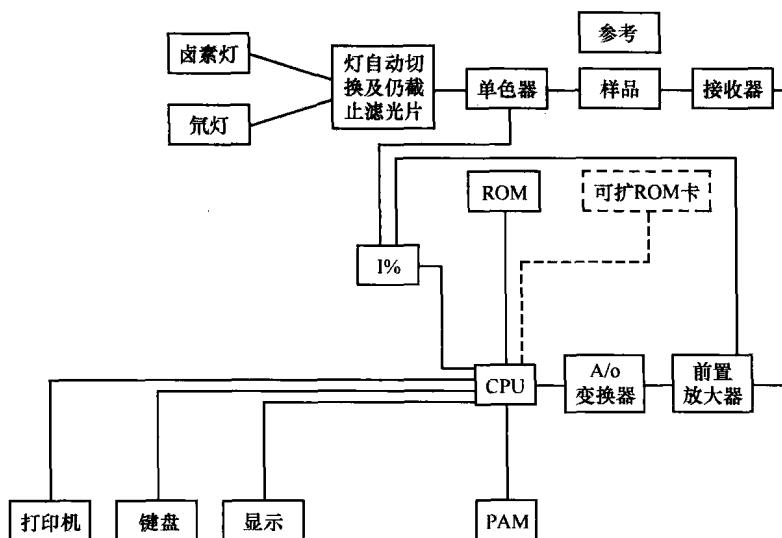 参考
卤素灯
灯自动切
换及仍截
止滤光片
单色器
样品
接收器
氘灯
ROM
可扩ROM卡
I%
CPU
A/o
变换器
前置
放大器
打印机
键盘
显示
PAM